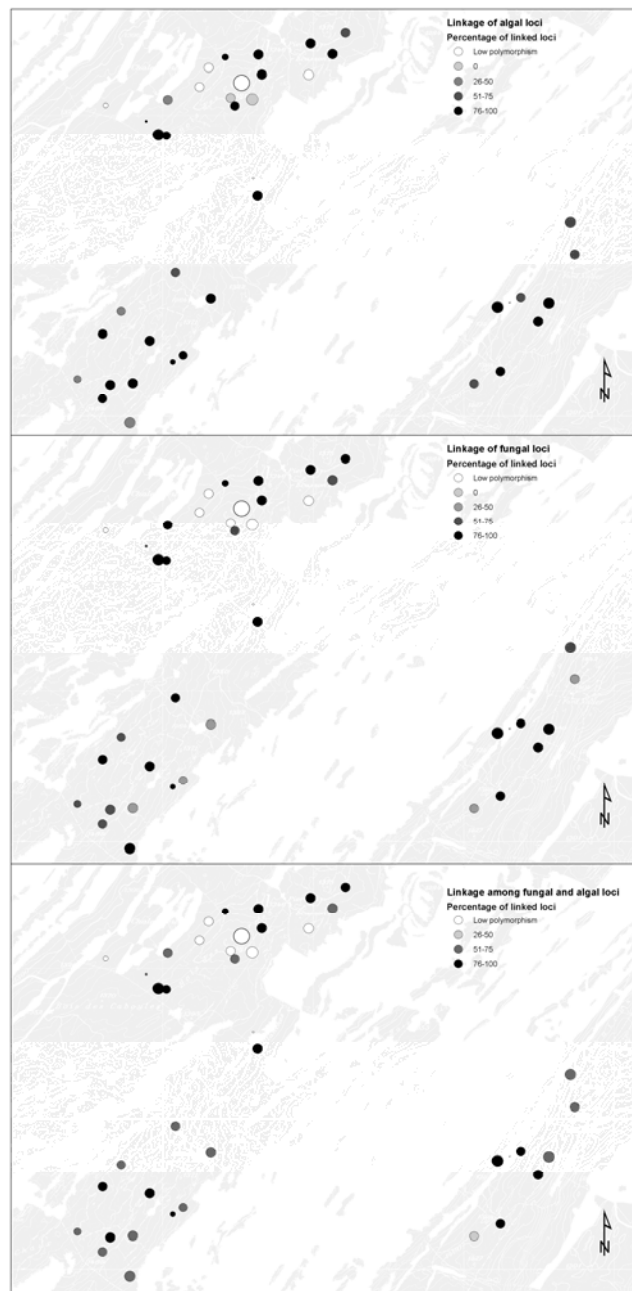 Linkage of algal loci
Percentage of linked loci
Low polymorphism
0
26-50
51-75
76-100
N
Linkage of fungal loci
Percentage of linked loci
Low polymorphism
0
26-50
51-75
76-100
N
Linkage among fungal and algal loci
Percentage of linked loci
Low polymorphism
26-50
51-75
76-100
N